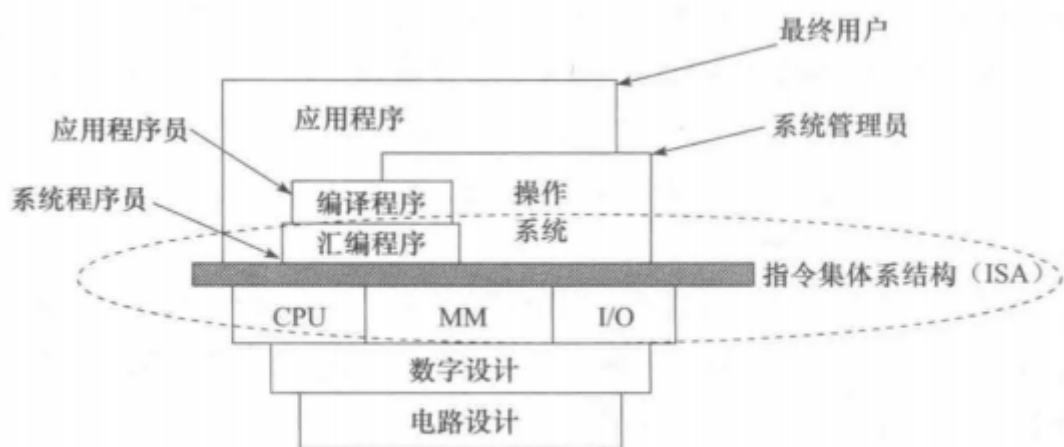 最终用户
应用程序
应用程序员
系统管理员
编译程序
操作
系统程序员
系统
汇编程序
指令集体系结构（ISA）
CPU
MM
I/O
数字设计
电路设计